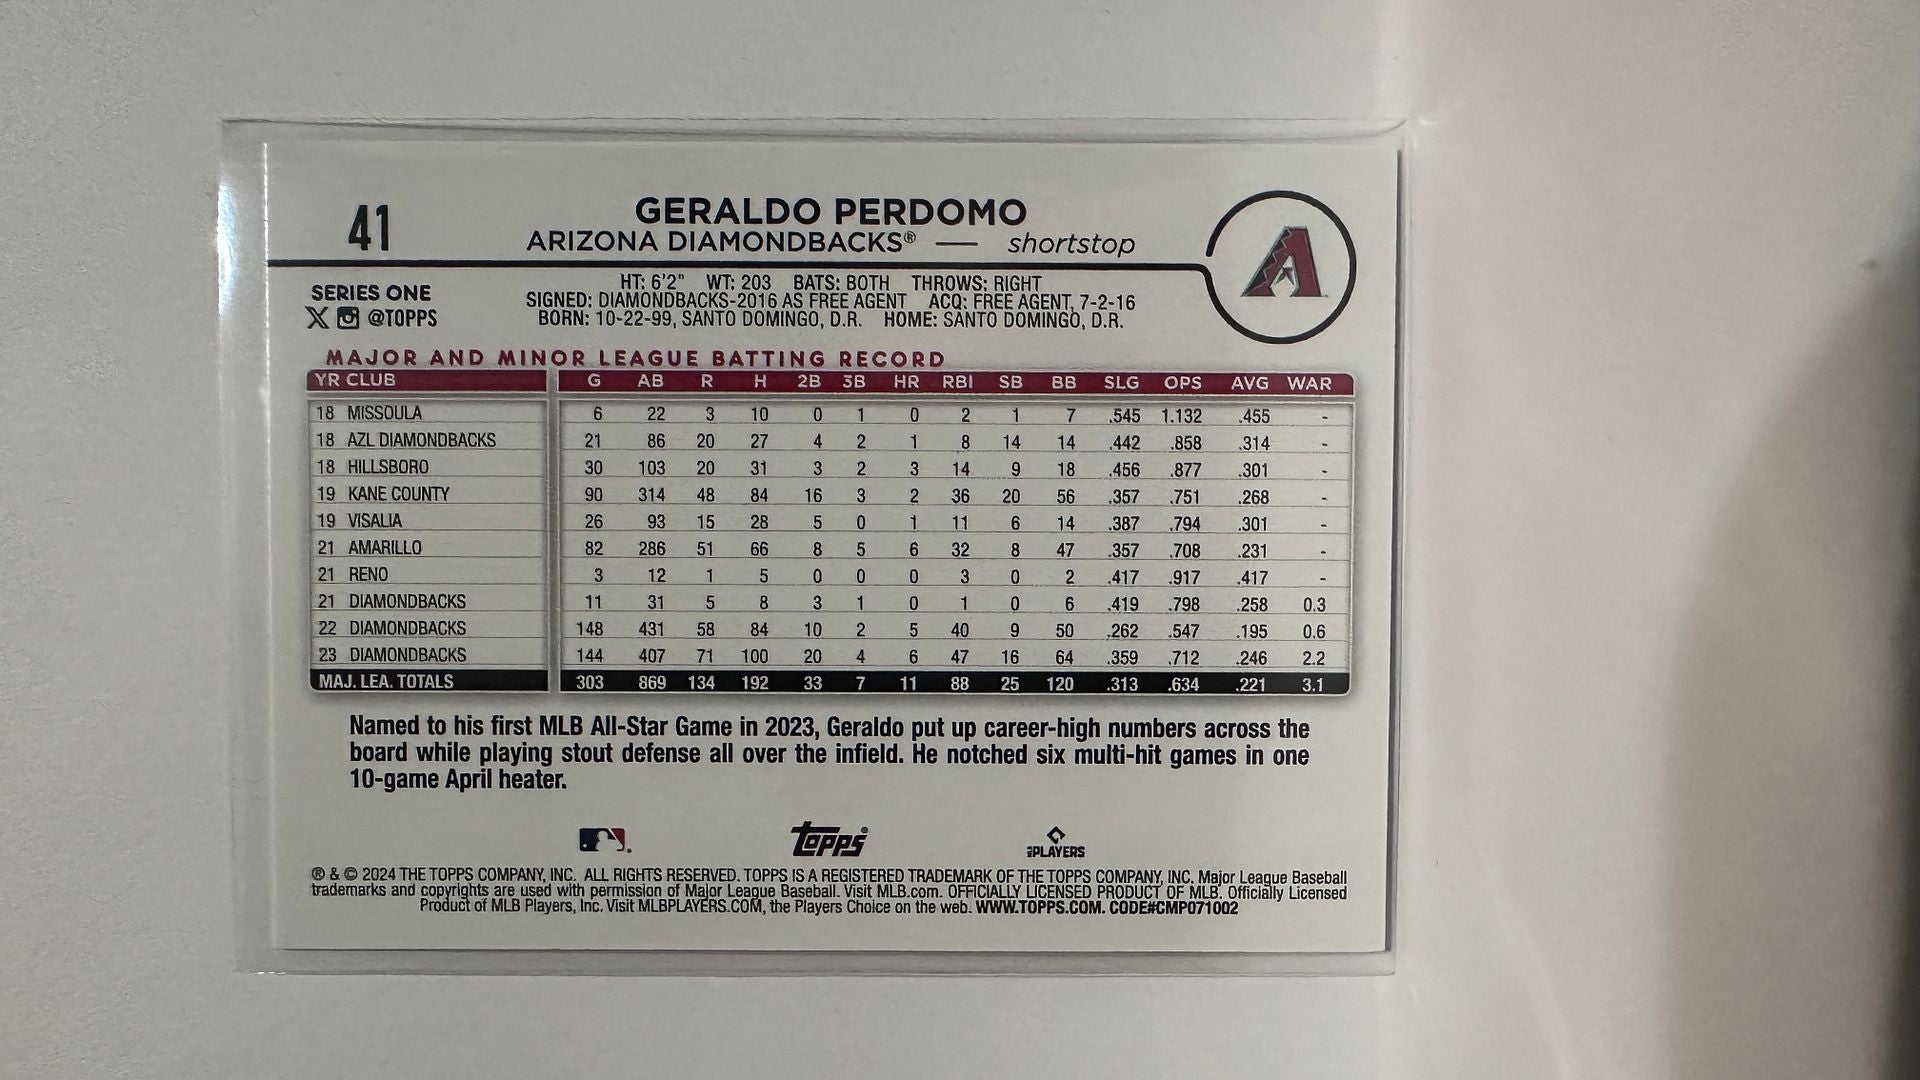 41
GERALDO PERDOMO
ARIZONA DIAMONDBACKS® — shortstop
A
SERIES ONE
X @TOPPS
HT: 6'2" WT: 203 BATS: BOTH THROWS: RIGHT
SIGNED: DIAMONDBACKS-2016 AS FREE AGENT ACQ: FREE AGENT, 7-2-16
BORN: 10-22-99, SANTO DOMINGO, D.R. HOME: SANTO DOMINGO, D.R.
MAJOR AND MINOR LEAGUE BATTING RECORD
YR CLUB G AB R H 2B 3B HR RBI SB BB SLG OPS AVG WAR
18 MISSOULA 6 22 3 10 0 1 0 2 1 7 .545 1.132 .455 -
18 AZL DIAMONDBACKS 21 86 20 27 4 2 1 8 14 14 .442 .858 .314 -
18 HILLSBORO 30 103 20 31 3 2 3 14 9 18 .456 .877 .301 -
19 KANE COUNTY 90 314 48 84 16 3 2 36 20 56 .357 .751 .268 -
19 VISALIA 26 93 15 28 5 0 1 11 6 14 .387 .794 .301 -
21 AMARILLO 82 286 51 66 8 5 6 32 8 47 .357 .708 .231 -
21 RENO 3 12 1 5 0 0 0 3 0 2 .417 .917 .417 -
21 DIAMONDBACKS 11 31 5 8 3 1 0 1 0 6 .419 .798 .258 0.3
22 DIAMONDBACKS 148 431 58 84 10 2 5 40 9 50 .262 .547 .195 0.6
23 DIAMONDBACKS 144 407 71 100 20 4 6 47 16 64 .359 .712 .246 2.2
MAJ. LEA. TOTALS 303 869 134 192 33 7 11 88 25 120 .313 .634 .221 3.1
Named to his first MLB All-Star Game in 2023, Geraldo put up career-high numbers across the
board while playing stout defense all over the infield. He notched six multi-hit games in one
10-game April heater.
Topps®
MLBPLAYERS
® & © 2024 THE TOPPS COMPANY, INC. ALL RIGHTS RESERVED. TOPPS IS A REGISTERED TRADEMARK OF THE TOPPS COMPANY, INC. Major League Baseball
trademarks and copyrights are used with permission of Major League Baseball. Visit MLB.com. OFFICIALLY LICENSED PRODUCT OF MLB. Officially Licensed
Product of MLB Players, Inc. Visit MLBPLAYERS.COM, the Players Choice on the web. WWW.TOPPS.COM. CODE#CMP071002